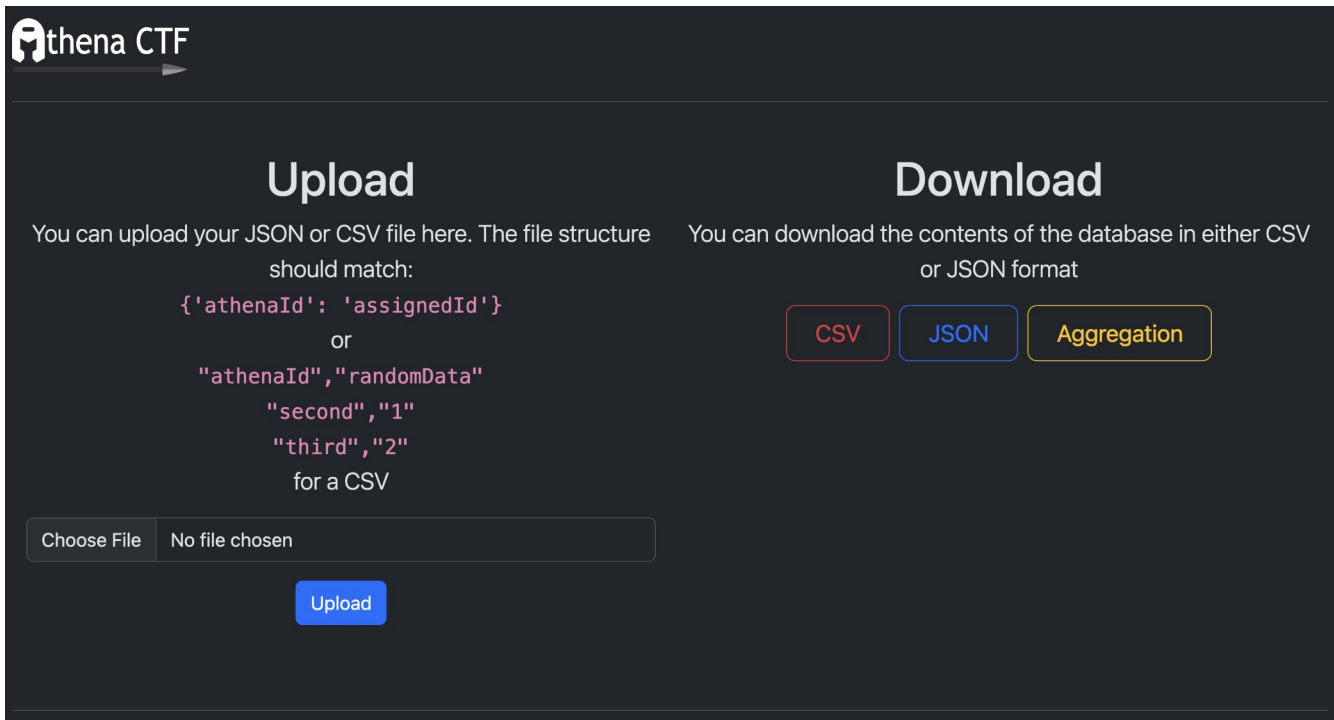 Athena CTF
Upload
You can upload your JSON or CSV file here. The file structure
should match:
{'athenaId': 'assignedId'}
or
"athenaId","randomData"
"second","1"
"third","2"
for a CSV
Choose File No file chosen
Upload
Download
You can download the contents of the database in either CSV
or JSON format
CSV JSON Aggregation